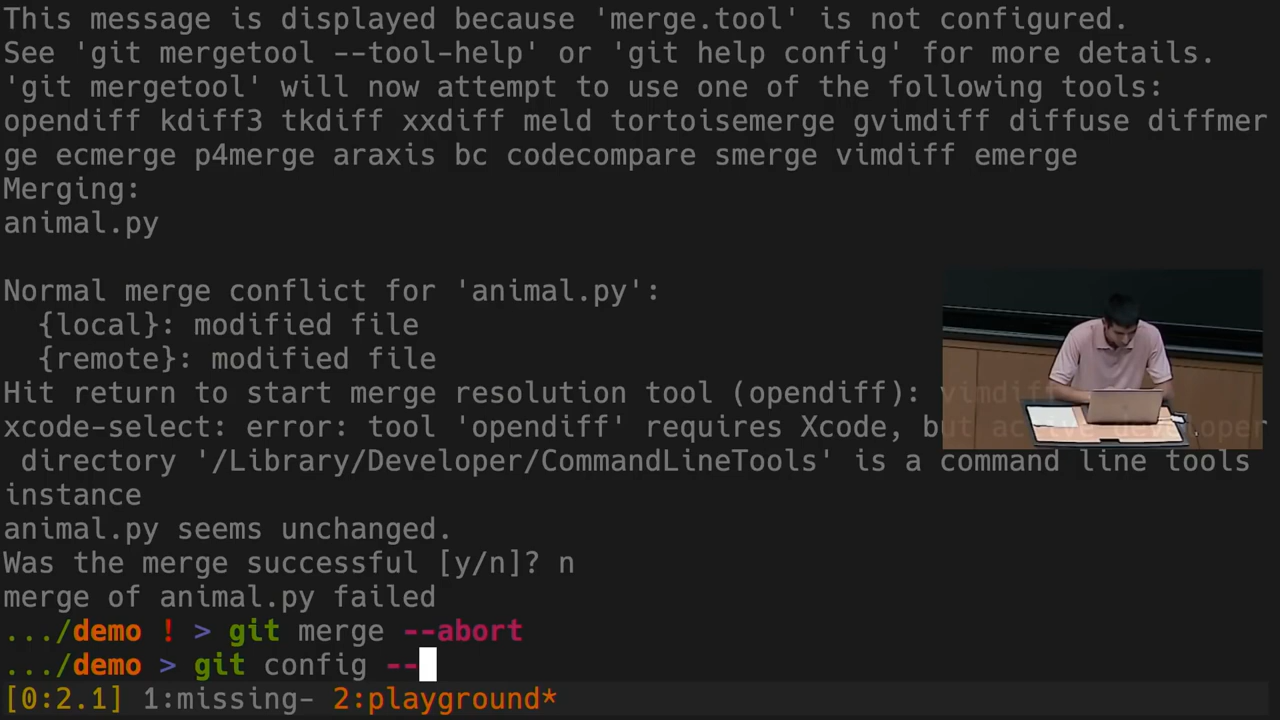 This message is displayed because 'merge.tool' is not configured.
See 'git mergetool --tool-help' or 'git help config' for more details.
'git mergetool' will now attempt to use one of the following tools:
opendiff kdiff3 tkdiff xxdiff meld tortoisemerge gvimdiff diffuse diffmer
ge ecmerge p4merge araxis bc codecompare smerge vimdiff emerge
Merging:
animal.py
Normal merge conflict for 'animal.py':
{local}: modified file
{remote}: modified file
Hit return to start merge resolution tool (opendiff): vimdiff
xcode-select: error: tool 'opendiff' requires Xcode, but active developer
directory '/Library/Developer/CommandLineTools' is a command line tools
instance
animal.py seems unchanged.
Was the merge successful [y/n]? n
merge of animal.py failed
.../demo ! > git merge --abort
.../demo > git config --
[0:2.1] 1:missing- 2:playground*